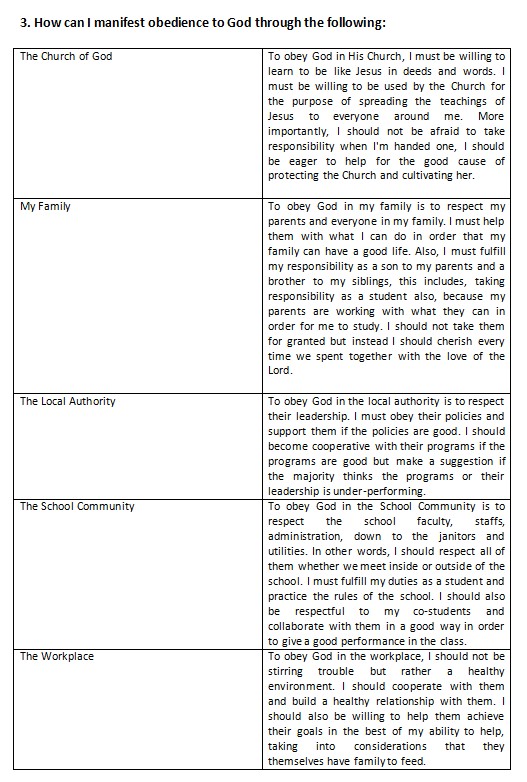 3. How can I manifest obedience to God through the following:
The Church of God
To obey God in His Church, I must be willing to
learn to be like Jesus in deeds and words. I
must be willing to be used by the Church for
the purpose of spreading the teachings of
Jesus to everyone around me. More
importantly, I should not be afraid to take
responsibility when I'm handed one, I should
be eager to help for the good cause of
protecting the Church and cultivating her.
My Family
To obey God in my family is to respect my
parents and everyone in my family. I must help
them with what I can do in order that my
family can have a good life. Also, I must fulfill
my responsibility as a son to my parents and a
brother to my siblings, this includes, taking
responsibility as a student also, because my
parents are working with what they can in
order for me to study. I should not take them
for granted but instead I should cherish every
time we spent together with the love of the
Lord.
The Local Authority
To obey God in the local authority is to respect
their leadership. I must obey their policies and
support them if the policies are good. I should
become cooperative with their programs if the
programs are good but make a suggestion if
the majority thinks the programs or their
leadership is under-performing.
The School Community
To obey God in the School Community is to
respect the school faculty, staffs,
administration, down to the janitors and
utilities. In other words, I should respect all of
them whether we meet inside or outside of the
school. I must fulfill my duties as a student and
practice the rules of the school. I should also
be respectful to my co-students and
collaborate with them in a good way in order
to give a good performance in the class.
The Workplace
To obey God in the workplace, I should not be
stirring trouble but rather a healthy
environment. I should cooperate with them
and build a healthy relationship with them. I
should also be willing to help them achieve
their goals in the best of my ability to help,
taking into considerations that they
themselves have family to feed.